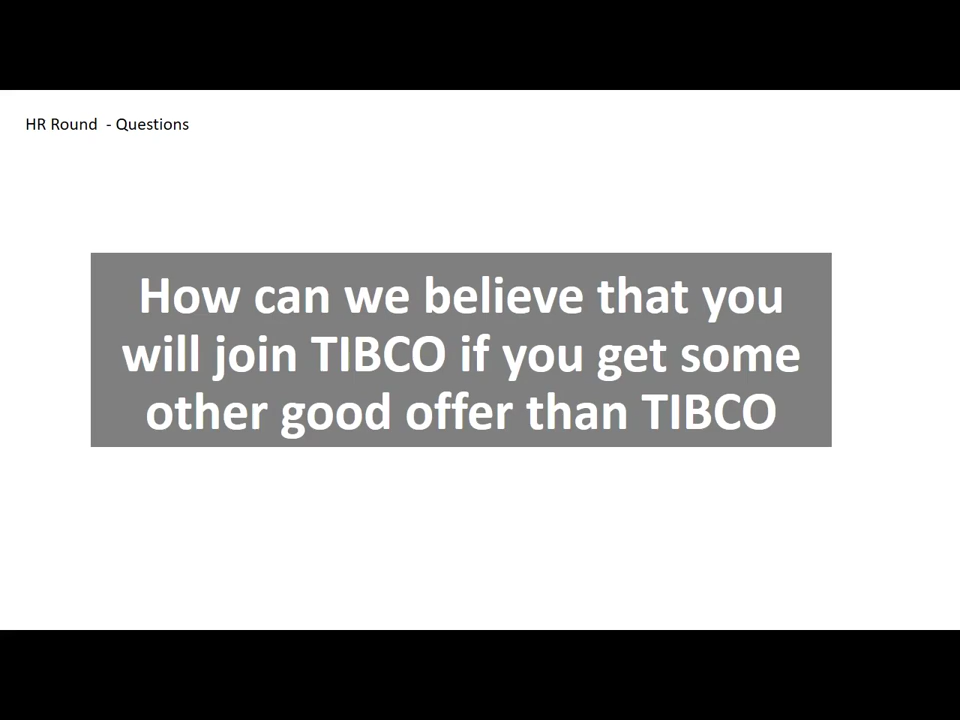 HR Round  - Questions
How can we believe that you
will join TIBCO if you get some
other good offer than TIBCO